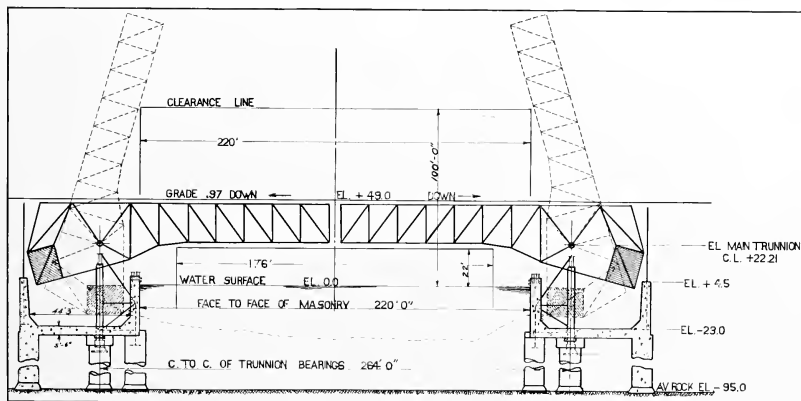 CLEARANCE LINE
220'
100'-0"
GRADE .97 DOWN
EL. + 49.0
DOWN
EL MAIN TRUNNION
C.L. +22.21
176'
22'
WATER SURFACE EL. 0.0
EL. + 4.5
FACE TO FACE OF MASONRY 220'0"
44'.5"
EL.-29.0
C. TO C. OF TRUNNION BEARINGS 264'.0"
AV ROCK EL - 95.0